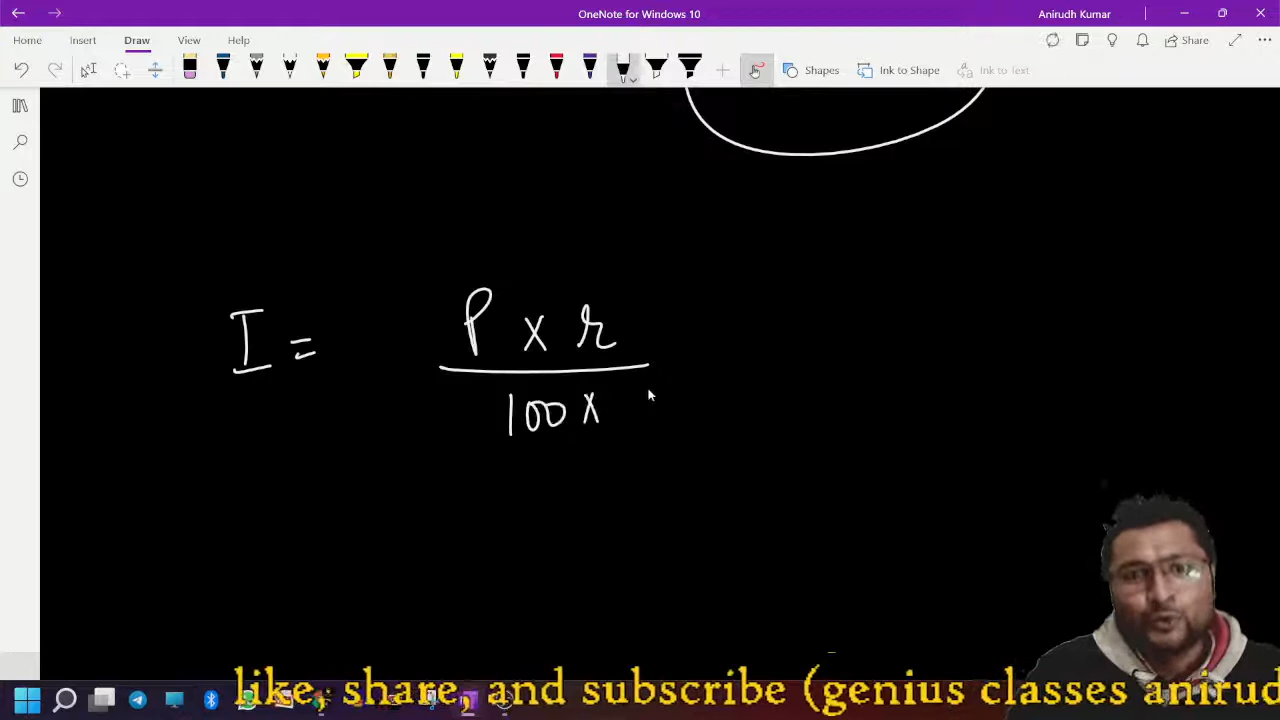 OneNote for Windows 10
Anirudh Kumar
Home Insert Draw View Help
Share
Shapes Ink to Shape Ink to Text
I = P x r
100 x
like, share, and subscribe (genius classes anirud